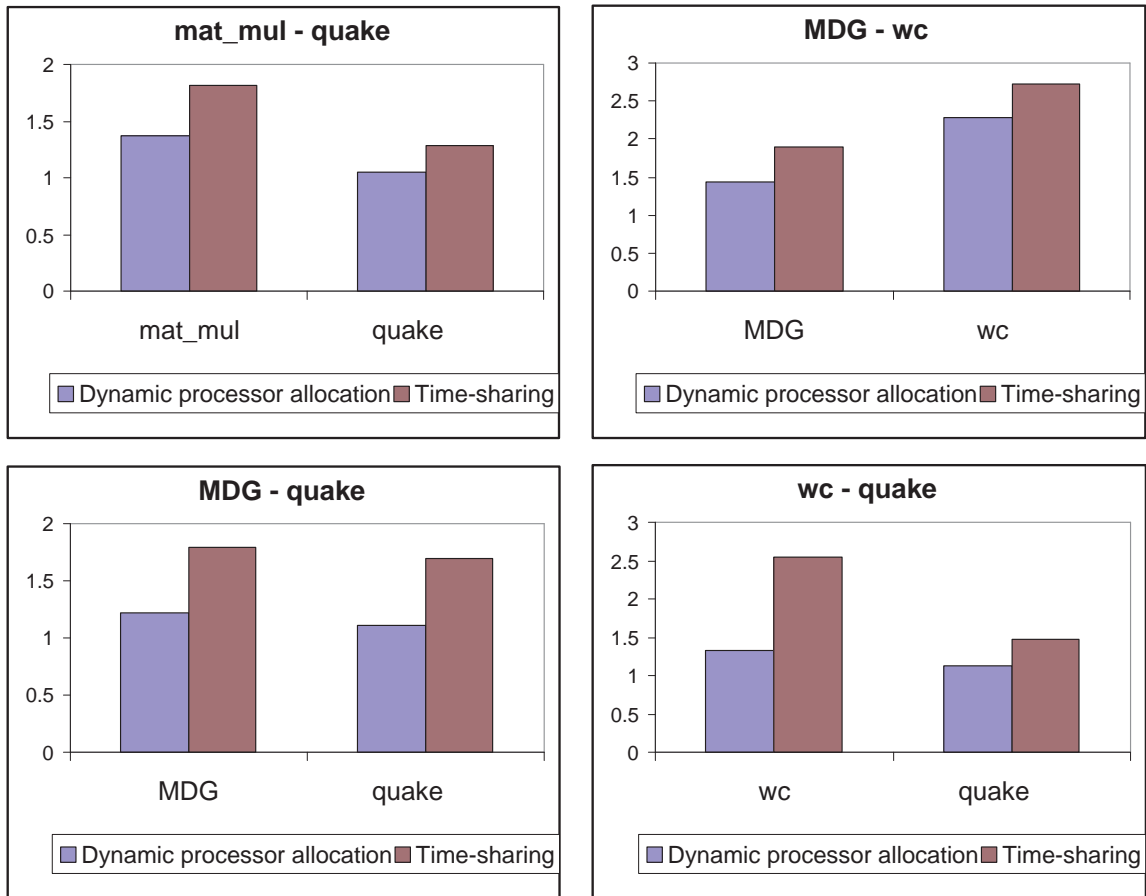 mat_mul - quake
2
1.5
1
0.5
0
mat_mul quake
Dynamic processor allocation Time-sharing
MDG - wc
3
2.5
2
1.5
1
0.5
0
MDG wc
Dynamic processor allocation Time-sharing
MDG - quake
2
1.5
1
0.5
0
MDG quake
Dynamic processor allocation Time-sharing
wc - quake
3
2.5
2
1.5
1
0.5
0
wc quake
Dynamic processor allocation Time-sharing